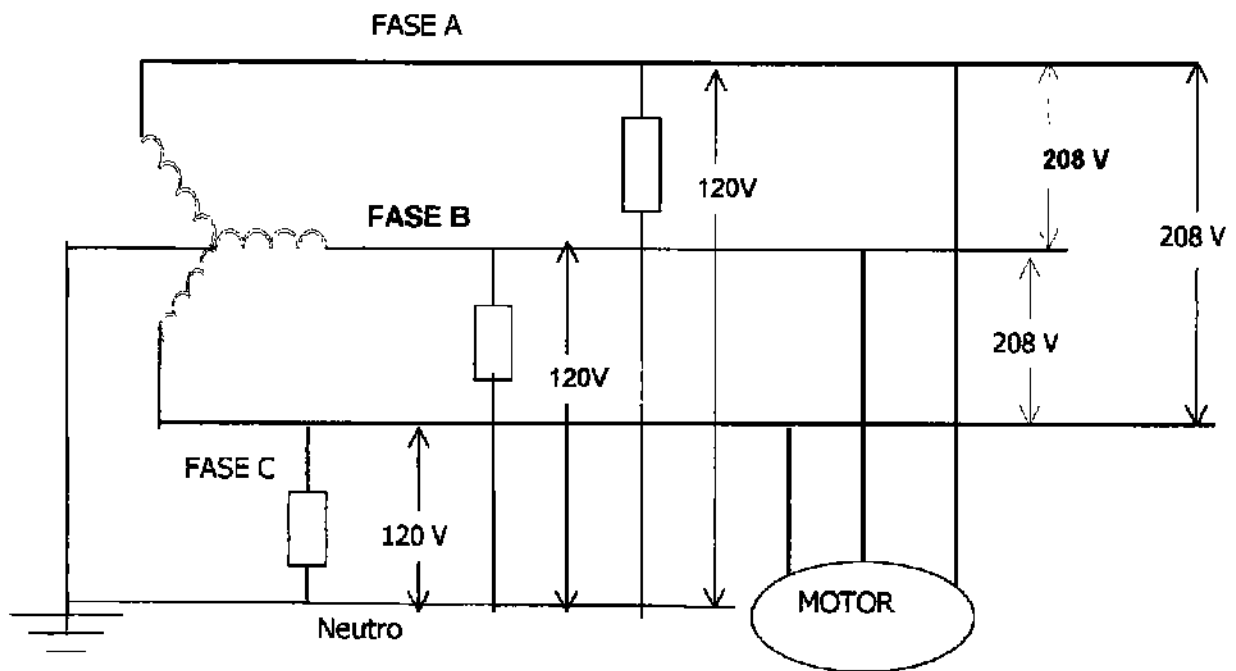 FASE A
208 V
120V
FASE B
208 V
208 V
120V
FASE C
120 V
MOTOR
Neutro